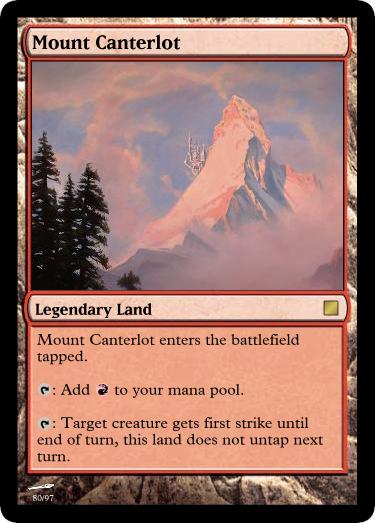 Mount Canterlot
Legendary Land
Mount Canterlot enters the battlefield
tapped.
: Add to your mana pool.
: Target creature gets first strike until
end of turn, this land does not untap next
turn.
80/97